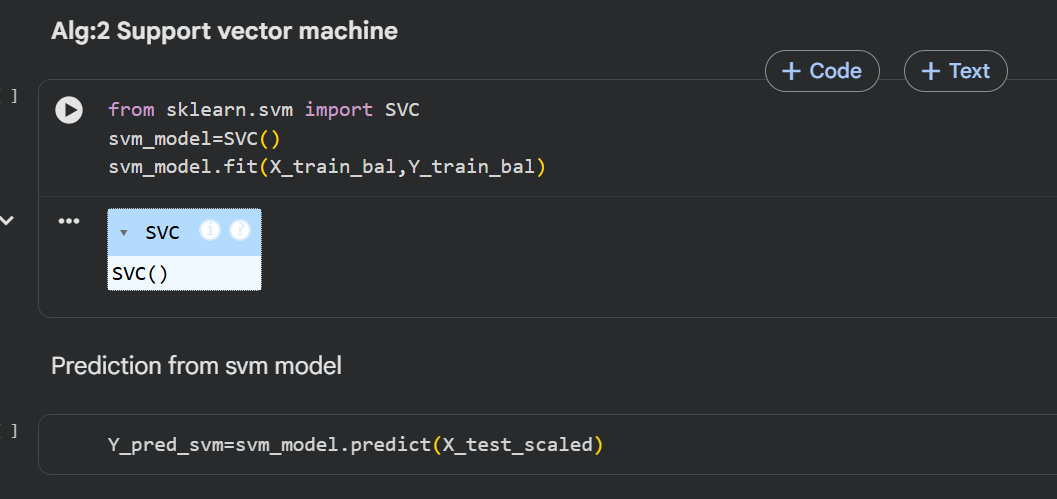 Alg:2 Support vector machine
+ Code
+ Text
[ ]
from sklearn.svm import SVC
svm_model=SVC()
svm_model.fit(X_train_bal,Y_train_bal)
SVC i ?
SVC()
Prediction from svm model
[ ]
Y_pred_svm=svm_model.predict(X_test_scaled)